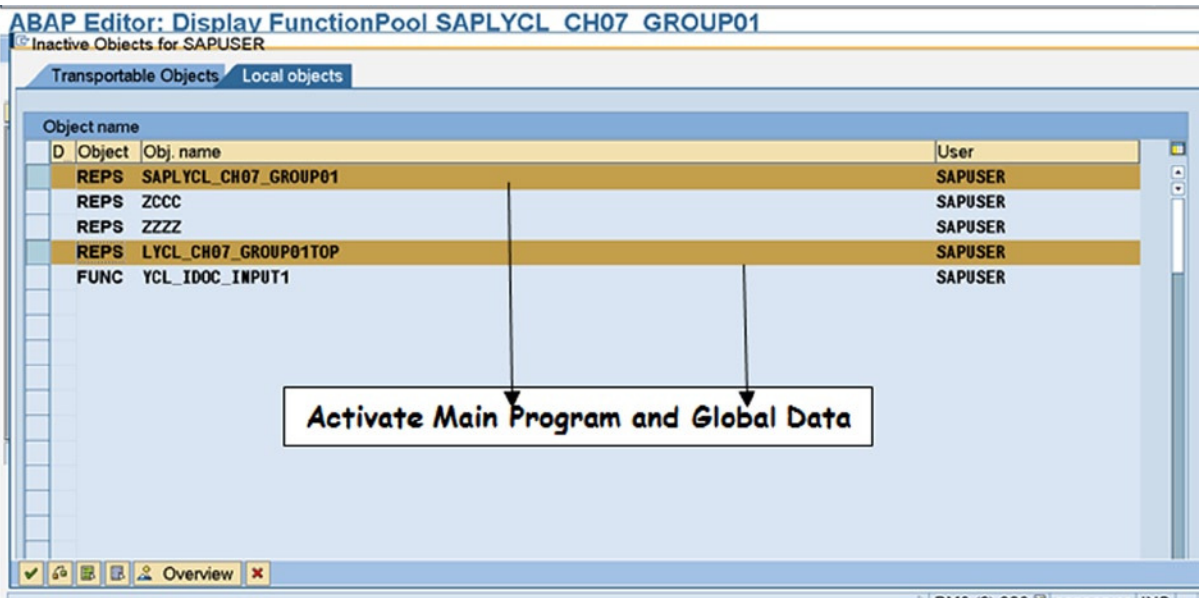 ABAP Editor: Display FunctionPool SAPLYCL_CH07_GROUP01
Inactive Objects for SAPUSER
Transportable Objects Local objects
Object name
D Object Obj. name User
REPS SAPLYCL_CH07_GROUP01 SAPUSER
REPS ZCCC SAPUSER
REPS ZZZZ SAPUSER
REPS LYCL_CH07_GROUP01TOP SAPUSER
FUNC YCL_IDOC_INPUT1 SAPUSER
Activate Main Program and Global Data
Overview